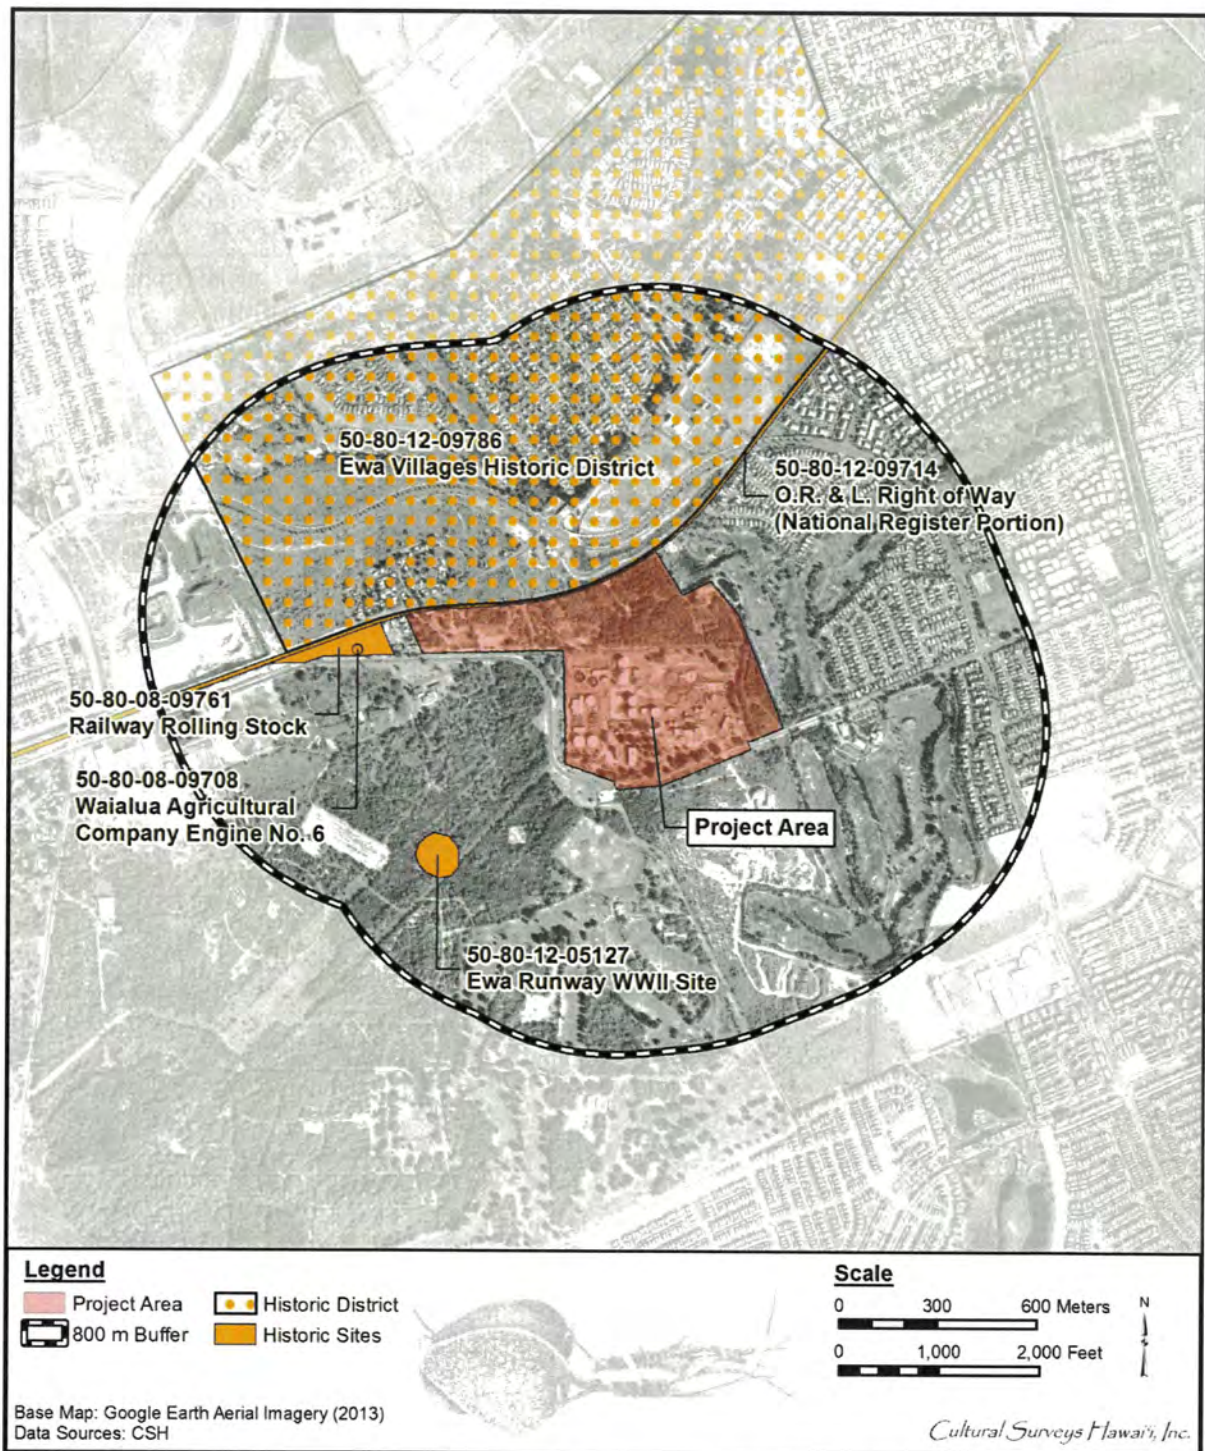 50-80-12-09786
Ewa Villages Historic District
50-80-12-09714
O.R. & L. Right of Way
(National Register Portion)
50-80-08-09761
Railway Rolling Stock
50-80-08-09708
Waialua Agricultural
Company Engine No. 6
Project Area
50-80-12-05127
Ewa Runway WWII Site
Legend
Project Area
Historic District
800 m Buffer
Historic Sites
Scale
0 300 600 Meters
0 1,000 2,000 Feet
N
Base Map: Google Earth Aerial Imagery (2013)
Data Sources: CSH
Cultural Surveys Hawai'i, Inc.